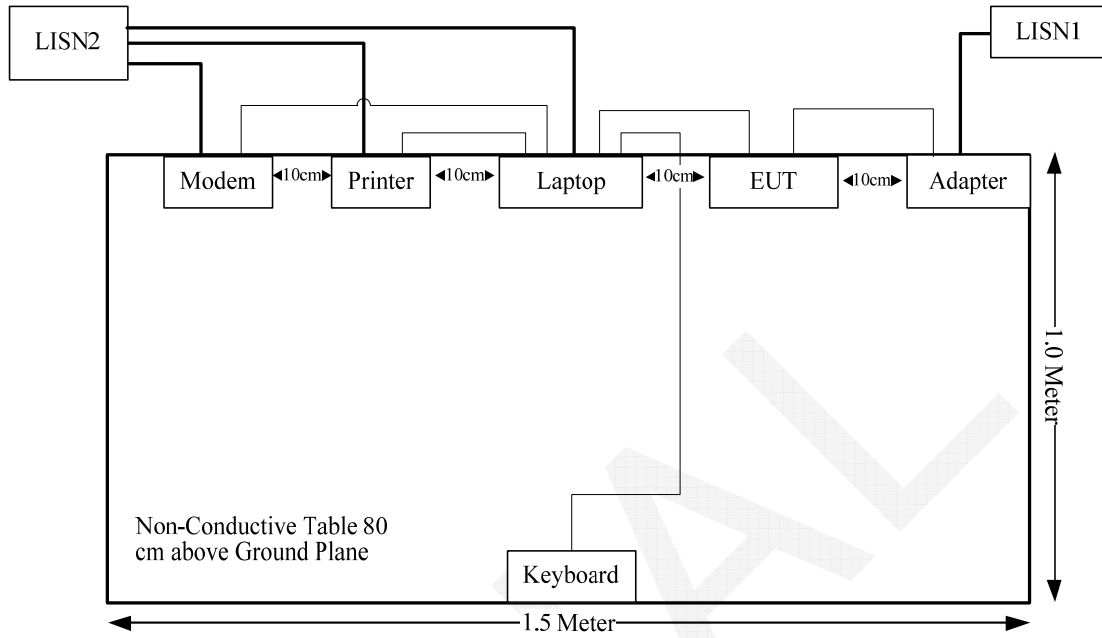 LISN2
LISN1
Modem
10cm
Printer
10cm
Laptop
10cm
EUT
10cm
Adapter
1.0 Meter
Non-Conductive Table 80
cm above Ground Plane
Keyboard
1.5 Meter